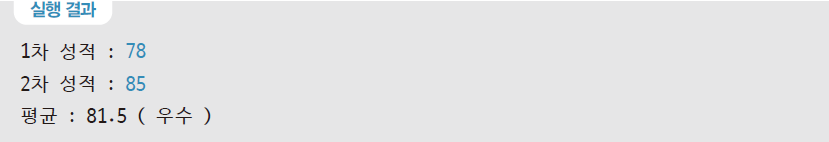 실행 결과
1차 성적 : 78
2차 성적 : 85
평균 : 81.5 ( 우수 )